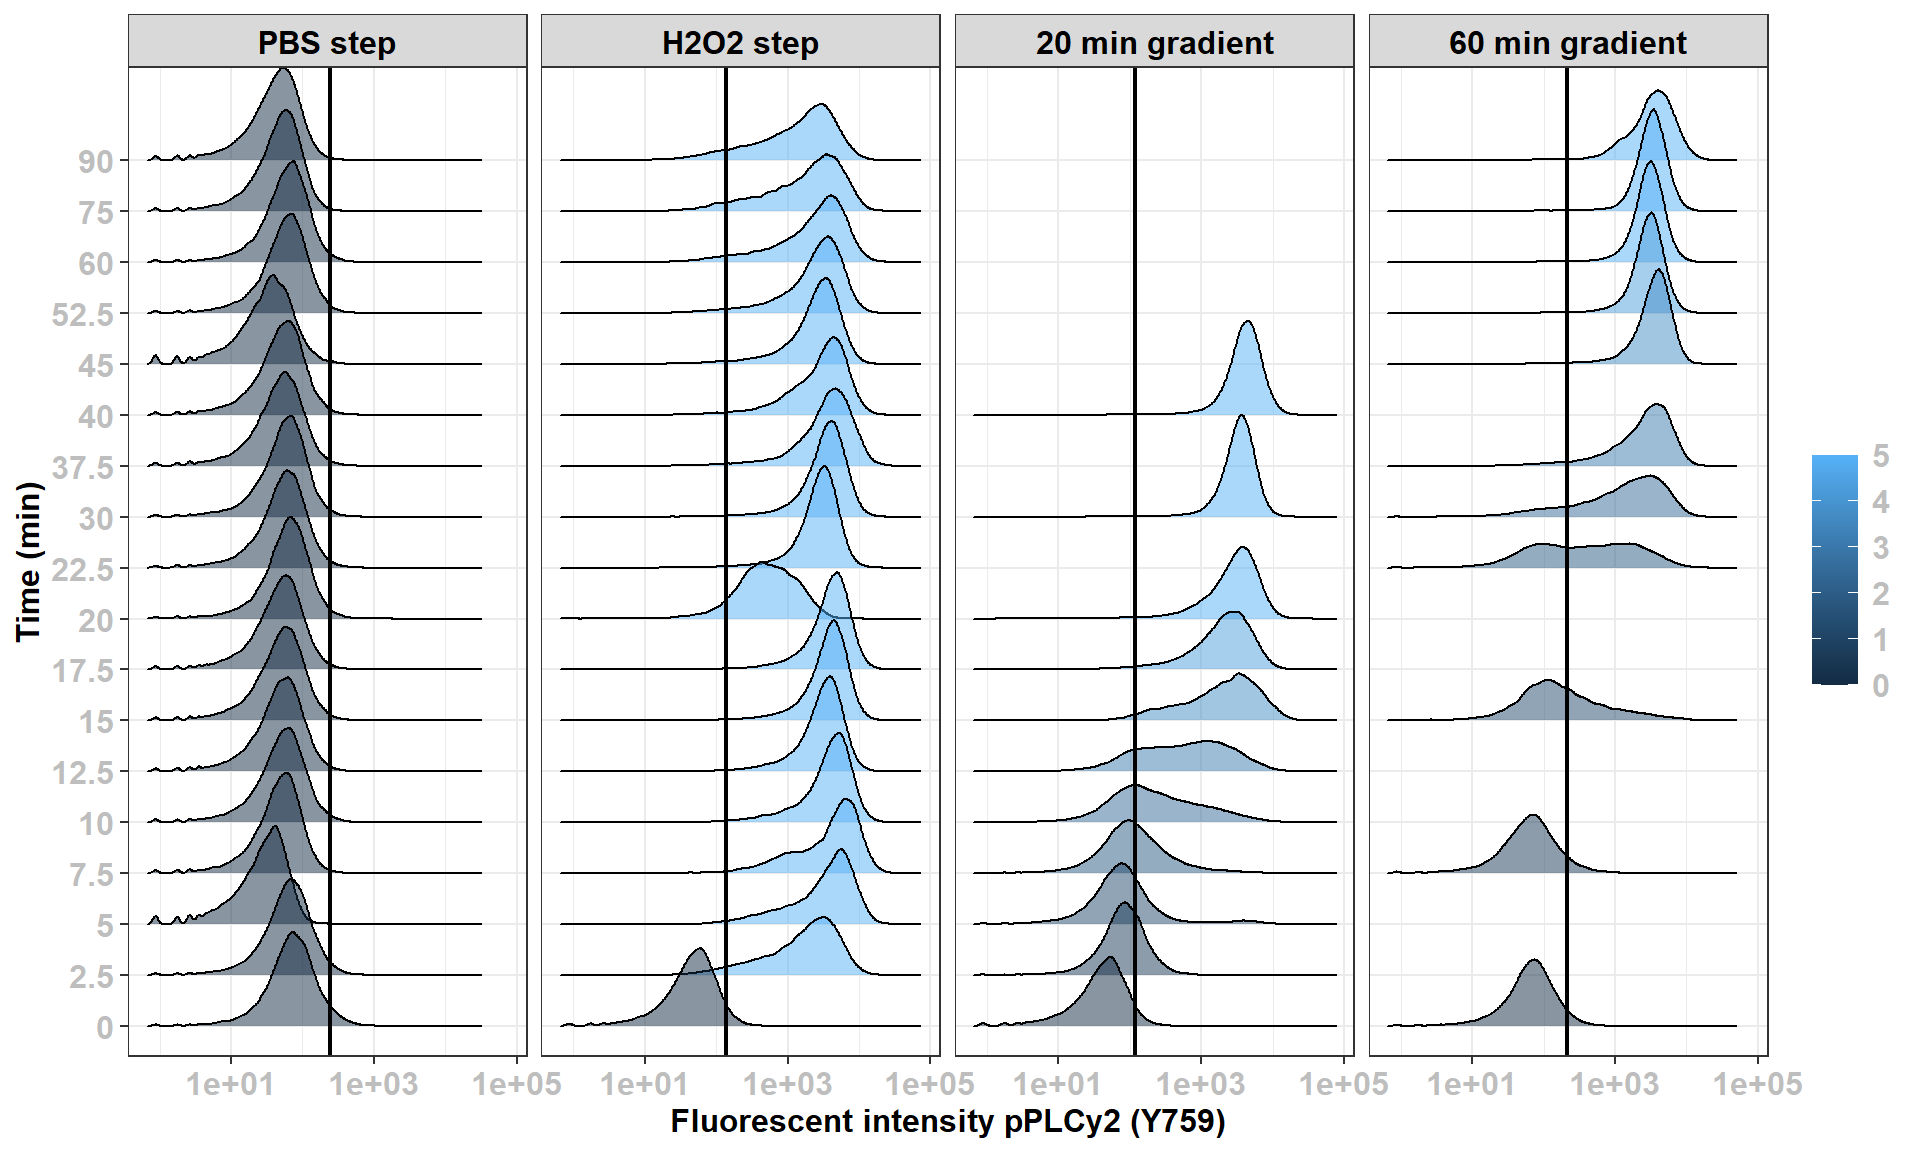 PBS step
H2O2 step
20 min gradient
60 min gradient
Time (min)
90
75
60
52.5
45
40
37.5
30
22.5
20
17.5
15
12.5
10
7.5
5
2.5
0
1e+01 1e+03 1e+05
1e+01 1e+03 1e+05
1e+01 1e+03 1e+05
1e+01 1e+03 1e+05
Fluorescent intensity pPLCy2 (Y759)
5
4
3
2
1
0